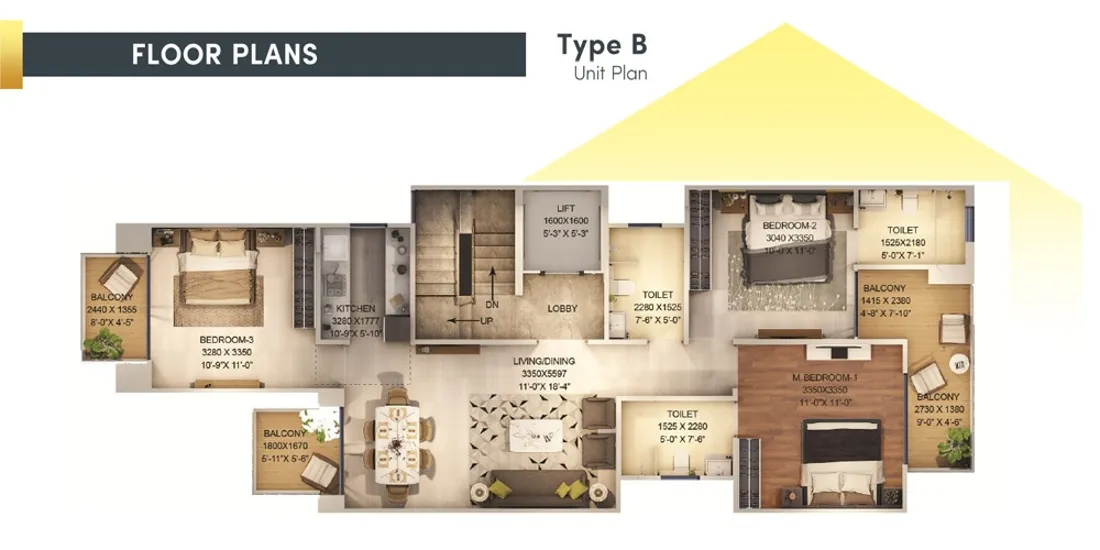 FLOOR PLANS
Type B
Unit Plan
LIFT
1600X1600
5'-3" X 5'-3"
BEDROOM-2
3040 X3350
10'-0"X 11'-0"
TOILET
1525X2180
5'-0"X 7'-1"
BALCONY
2440 X 1355
8'-0"X 4'-5"
KITCHEN
3280 X1777
10'-9"X 5'-10"
DN
UP
LOBBY
TOILET
2280 X1525
7'-6"X 5'-0"
BALCONY
1415 X 2380
4'-8"X 7'-10"
BEDROOM-3
3280 X 3350
10'-9"X 11'-0"
LIVING/DINING
3350X5597
11'-0"X 18'-4"
M. BEDROOM-1
3350X3350
11'-0"X 11'-0"
BALCONY
2730 X 1380
9'-0"X 4'-6"
BALCONY
1800X1670
5'-11"X 5'-6"
TOILET
1525 X 2280
5'-0"X 7'-6"